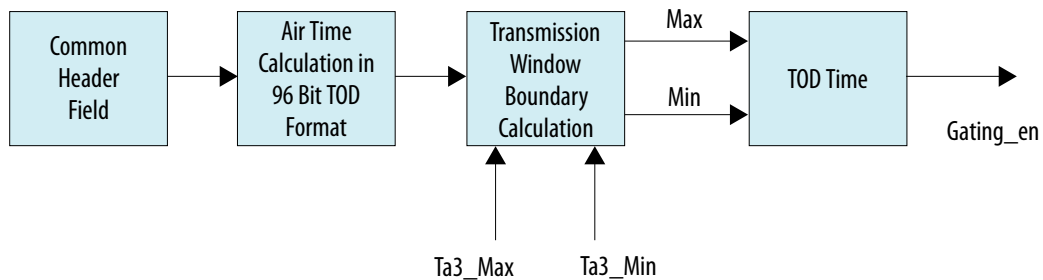 Common
Header
Field
Air Time
Calculation in
96 Bit TOD
Format
Transmission
Window
Boundary
Calculation
Max
Min
TOD Time
Gating_en
Ta3_Max
Ta3_Min